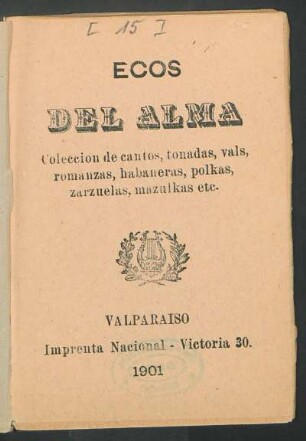 [ 15 ]
ECOS
DEL ALMA
Coleccion de cantos, tonadas, vals,
romanzas, habaneras, polkas,
zarzuelas, mazulkas etc.
VALPARAISO
Imprenta Nacional - Victoria 30.
1901